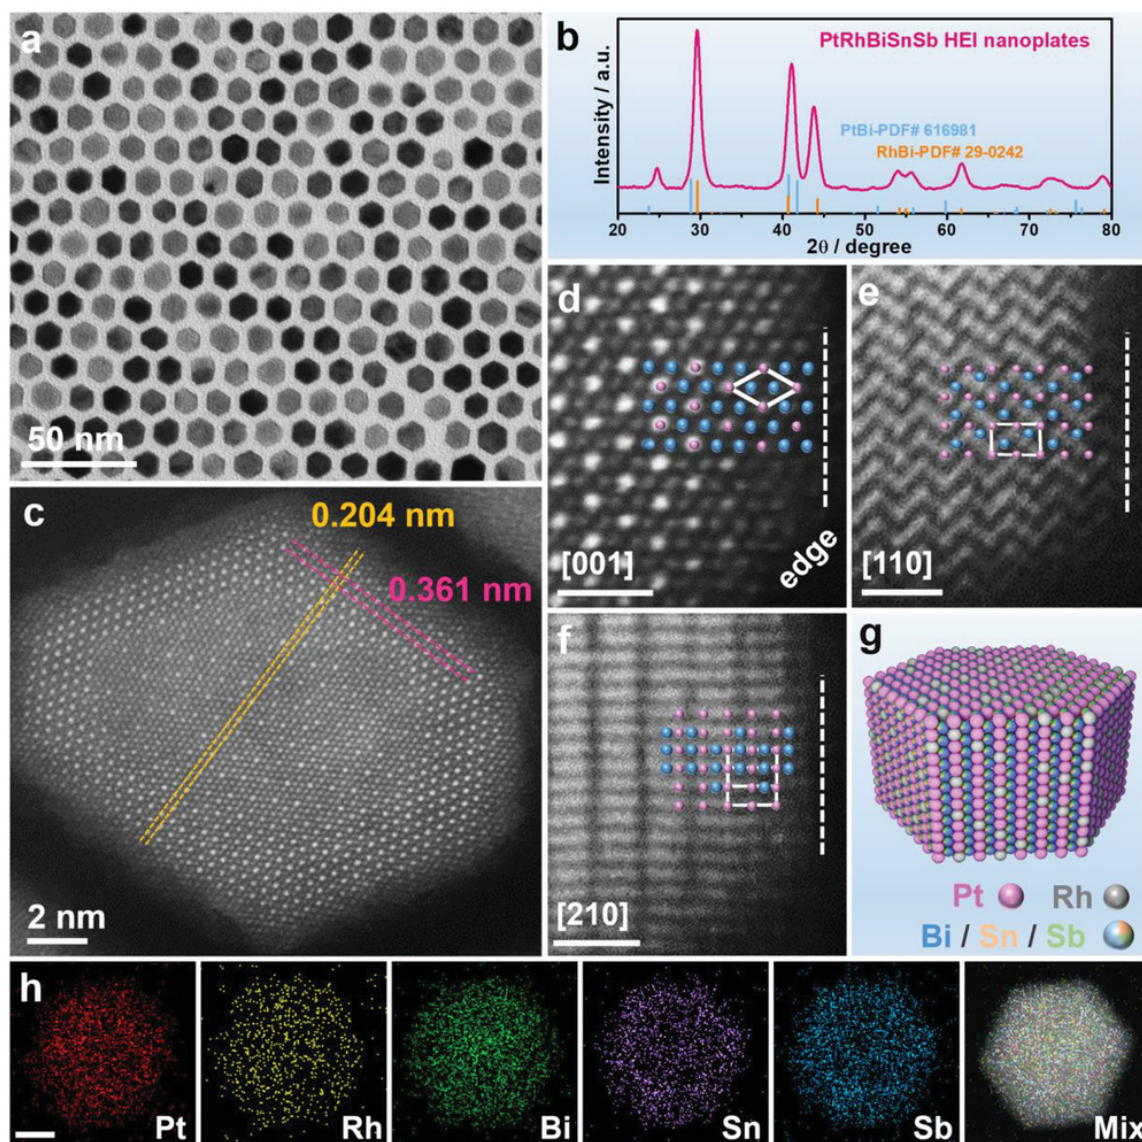 a
50 nm
b
PtRhBiSnSb HEI nanoplates
Intensity / a.u.
PtBi-PDF# 616981
RhBi-PDF# 29-0242
20 30 40 50 60 70 80
2θ / degree
c
0.204 nm
0.361 nm
2 nm
d
[001]
edge
e
[110]
f
[210]
g
Pt Rh
Bi / Sn / Sb
h
Pt Rh Bi Sn Sb Mix